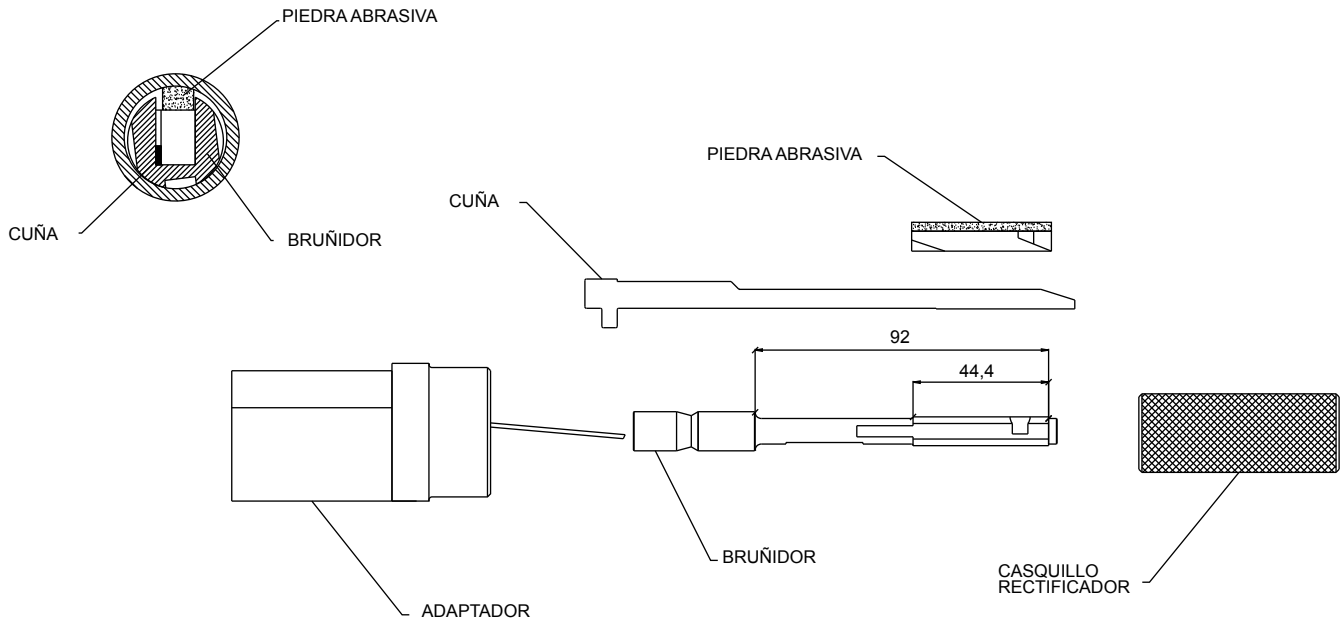 PIEDRA ABRASIVA
PIEDRA ABRASIVA
CUÑA
CUÑA
BRUÑIDOR
92
44,4
BRUÑIDOR
CASQUILLO
RECTIFICADOR
ADAPTADOR